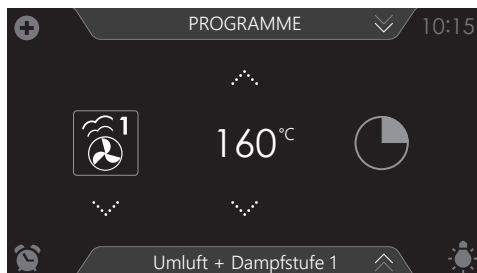 PROGRAMME
10:15
1
160°C
Umluft + Dampfstufe 1